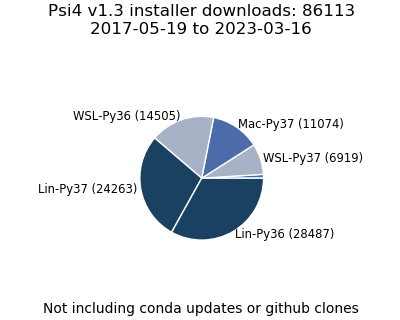 Psi4 v1.3 installer downloads: 86113
2017-05-19 to 2023-03-16
WSL-Py36 (14505)
Mac-Py37 (11074)
WSL-Py37 (6919)
Lin-Py37 (24263)
Lin-Py36 (28487)
Not including conda updates or github clones